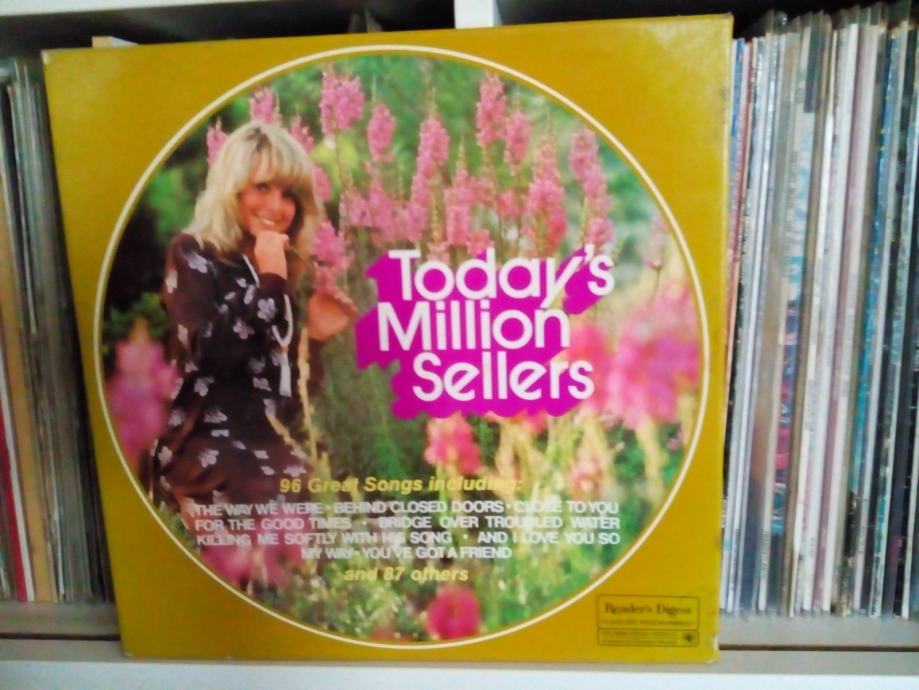 Today's
Million
Sellers
96 Great Songs including:
THE WAY WE WERE • BEHIND CLOSED DOORS • CLOSE TO YOU
FOR THE GOOD TIMES • BRIDGE OVER TROUBLED WATER
KILLING ME SOFTLY WITH HIS SONG • AND I LOVE YOU SO
MY WAY • YOU'VE GOT A FRIEND
and 87 others
Reader's Digest